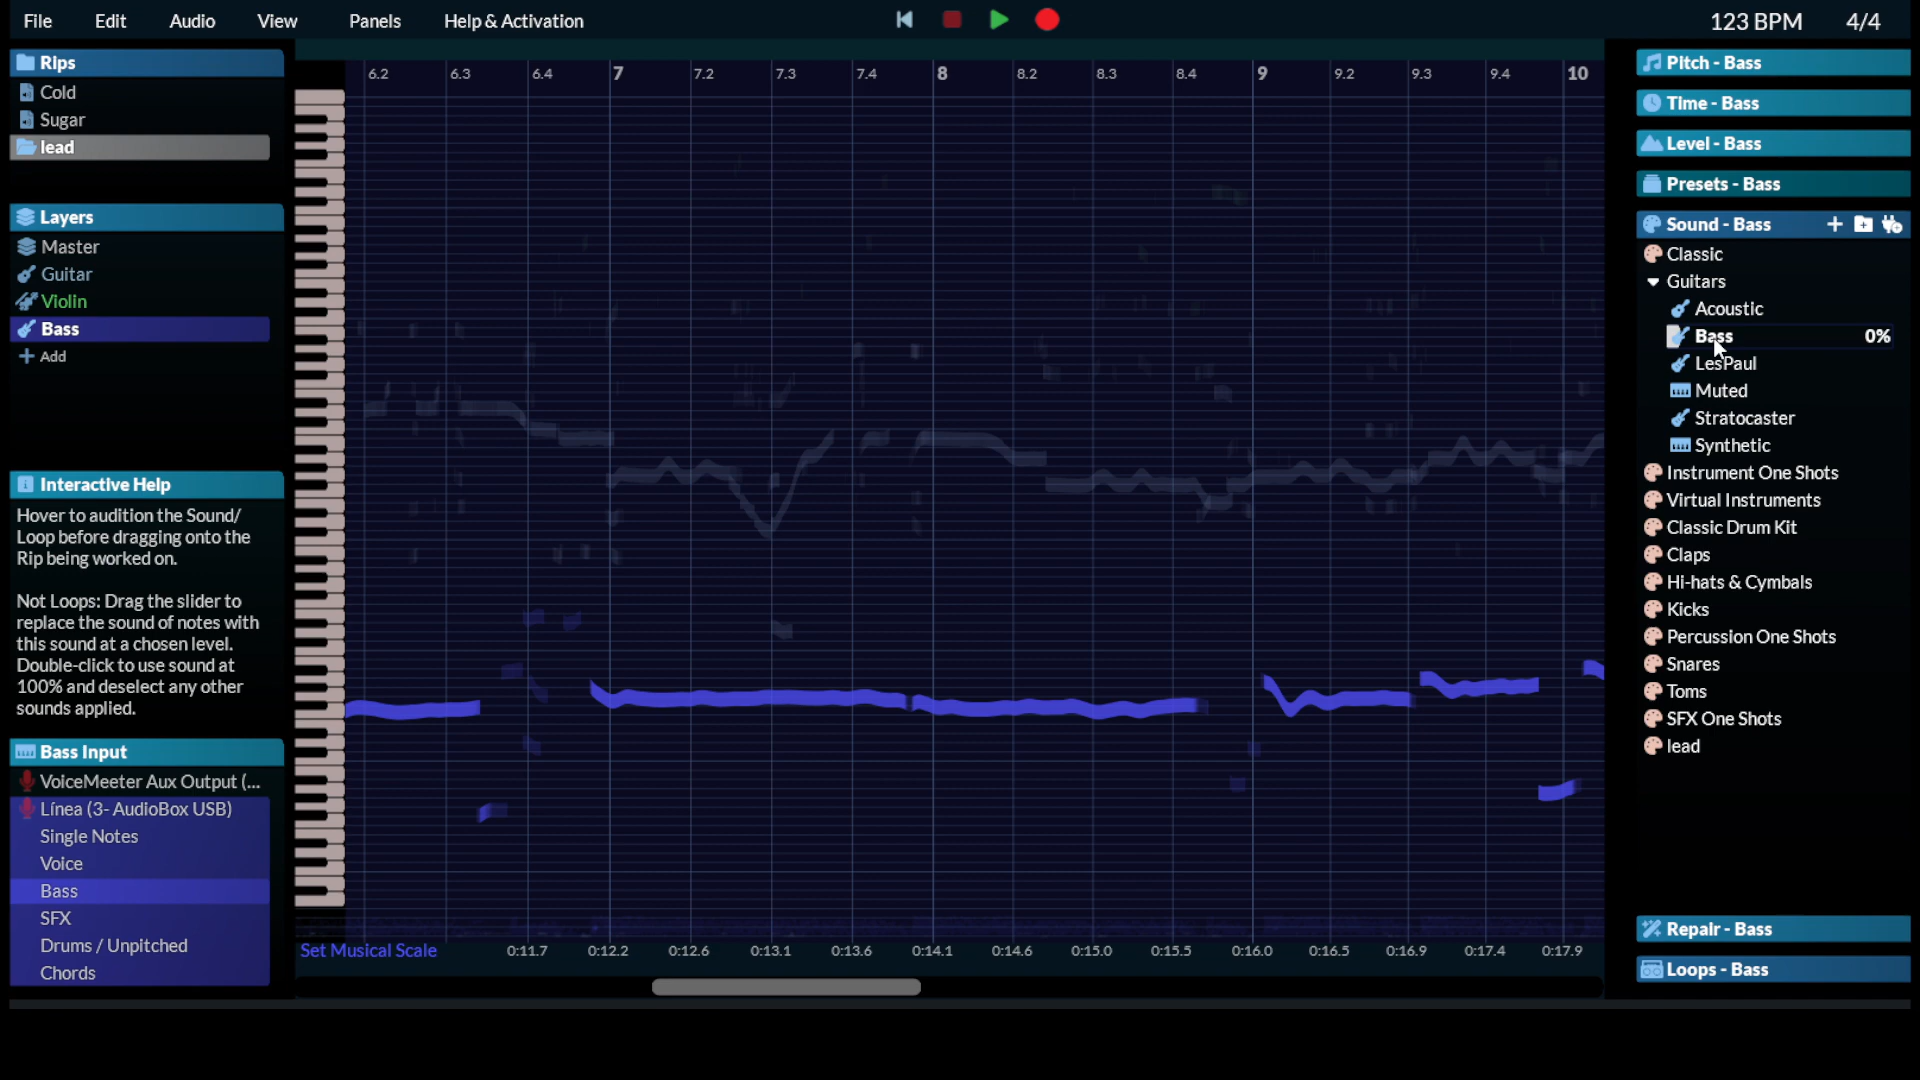 File Edit Audio View Panels Help & Activation 123 BPM 4/4
Rips
Cold
Sugar
lead
Layers
Master
Guitar
Violin
Bass
Add
Interactive Help
Hover to audition the Sound/
Loop before dragging onto the
Rip being worked on.
Not Loops: Drag the slider to
replace the sound of notes with
this sound at a chosen level.
Double-click to use sound at
100% and deselect any other
sounds applied.
Bass Input
VoiceMeeter Aux Output (...
Línea (3- AudioBox USB)
Single Notes
Voice
Bass
SFX
Drums / Unpitched
Chords
6.2 6.3 6.4 7 7.2 7.3 7.4 8 8.2 8.3 8.4 9 9.2 9.3 9.4 10
Set Musical Scale 0:11.7 0:12.2 0:12.6 0:13.1 0:13.6 0:14.1 0:14.6 0:15.0 0:15.5 0:16.0 0:16.5 0:16.9 0:17.4 0:17.9
Pitch - Bass
Time - Bass
Level - Bass
Presets - Bass
Sound - Bass
Classic
Guitars
Acoustic
Bass 0%
LesPaul
Muted
Stratocaster
Synthetic
Instrument One Shots
Virtual Instruments
Classic Drum Kit
Claps
Hi-hats & Cymbals
Kicks
Percussion One Shots
Snares
Toms
SFX One Shots
lead
Repair - Bass
Loops - Bass